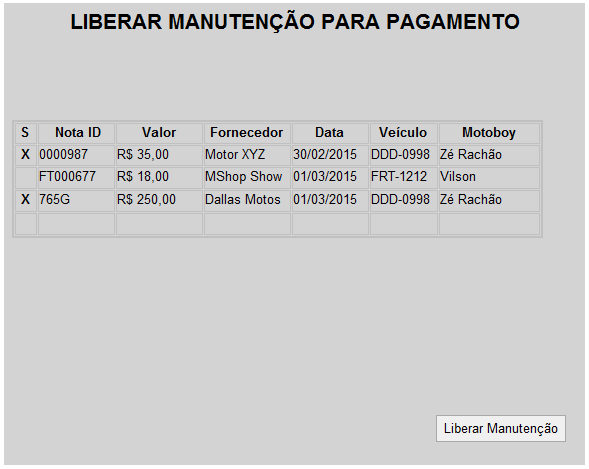 LIBERAR MANUTENÇÃO PARA PAGAMENTO
S Nota ID Valor Fornecedor Data Veículo Motoboy
X 0000987 R$ 35,00 Motor XYZ 30/02/2015 DDD-0998 Zé Rachão
FT000677 R$ 18,00 MShop Show 01/03/2015 FRT-1212 Vilson
X 765G R$ 250,00 Dallas Motos 01/03/2015 DDD-0998 Zé Rachão
Liberar Manutenção